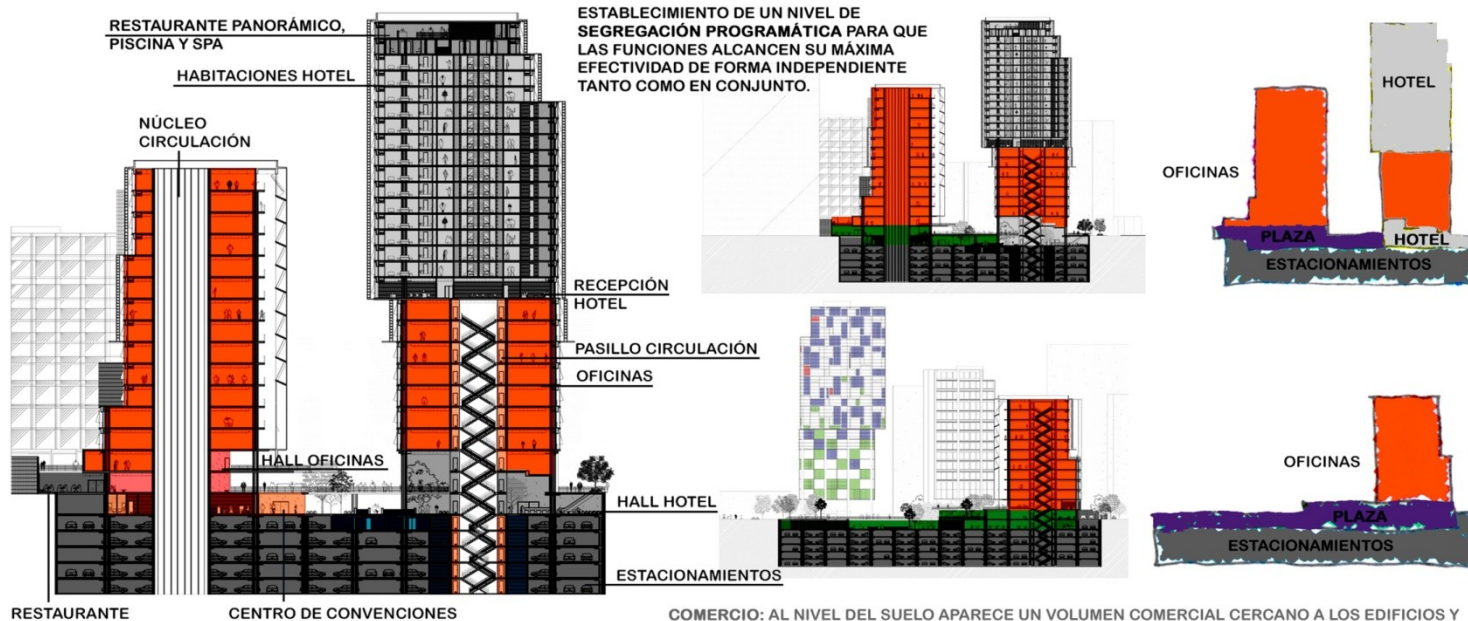 RESTAURANTE PANORÁMICO,
PISCINA Y SPA
HABITACIONES HOTEL
NÚCLEO
CIRCULACIÓN
RECEPCIÓN
HOTEL
PASILLO CIRCULACIÓN
OFICINAS
HALL OFICINAS
HALL HOTEL
ESTACIONAMIENTOS
RESTAURANTE
CENTRO DE CONVENCIONES
ESTABLECIMIENTO DE UN NIVEL DE
SEGREGACIÓN PROGRAMÁTICA PARA QUE
LAS FUNCIONES ALCANCEN SU MÁXIMA
EFECTIVIDAD DE FORMA INDEPENDIENTE
TANTO COMO EN CONJUNTO.
HOTEL
OFICINAS
PLAZA
HOTEL
ESTACIONAMIENTOS
OFICINAS
PLAZA
ESTACIONAMIENTOS
COMERCIO: AL NIVEL DEL SUELO APARECE UN VOLUMEN COMERCIAL CERCANO A LOS EDIFICIOS Y